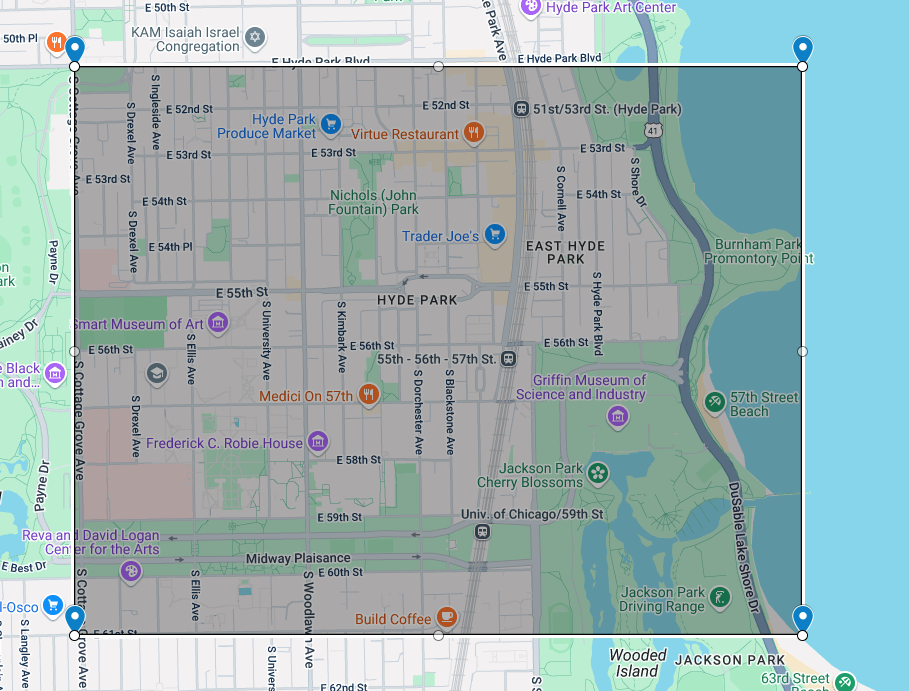 E 50th St
Park
Hyde Park Art Center
50th Pl
KAM Isaiah Israel
Congregation
Hyde Park Ave
E Hyde Park Blvd
E Hyde Park Blvd
S Cottage Grove Ave
S Drexel Ave
S Ingleside Ave
E 52nd St
E 52nd St
51st/53rd St. (Hyde Park)
Hyde Park
Produce Market
Virtue Restaurant
41
E 53rd St
E 53rd St
E 53rd St
E 53rd St
S Cornell Ave
S Shore Dr
Nichols (John
Fountain) Park
E 54th St
E 54th St
S Drexel Ave
Payne Dr
Trader Joe's
E 54th Pl
EAST HYDE
PARK
Burnham Park
Promontory Point
E 55th St
HYDE PARK
E 55th St
S Hyde Park Blvd
Smart Museum of Art
S University Ave
S Kimbark Ave
S Ellis Ave
E 56th St
E 56th St
E 56th St
55th - 56th - 57th St.
Black
S Cottage Grove Ave
S Drexel Ave
Medici On 57th
S Dorchester Ave
S Blackstone Ave
Griffin Museum of
Science and Industry
57th Street
Beach
Frederick C. Robie House
E 58th St
Payne Dr
Jackson Park
Cherry Blossoms
E 59th St
Univ. of Chicago/59th St
DuSable Lake Shore Dr
Reva and David Logan
Center for the Arts
Midway Plaisance
E Best Dr
E 60th St
S Ellis Ave
S Woodlawn Ave
l-Osco
Build Coffee
Jackson Park
Driving Range
E 61st St
S Langley Ave
Wooded
Island
JACKSON PARK
63rd Street
Beach
E 62nd St